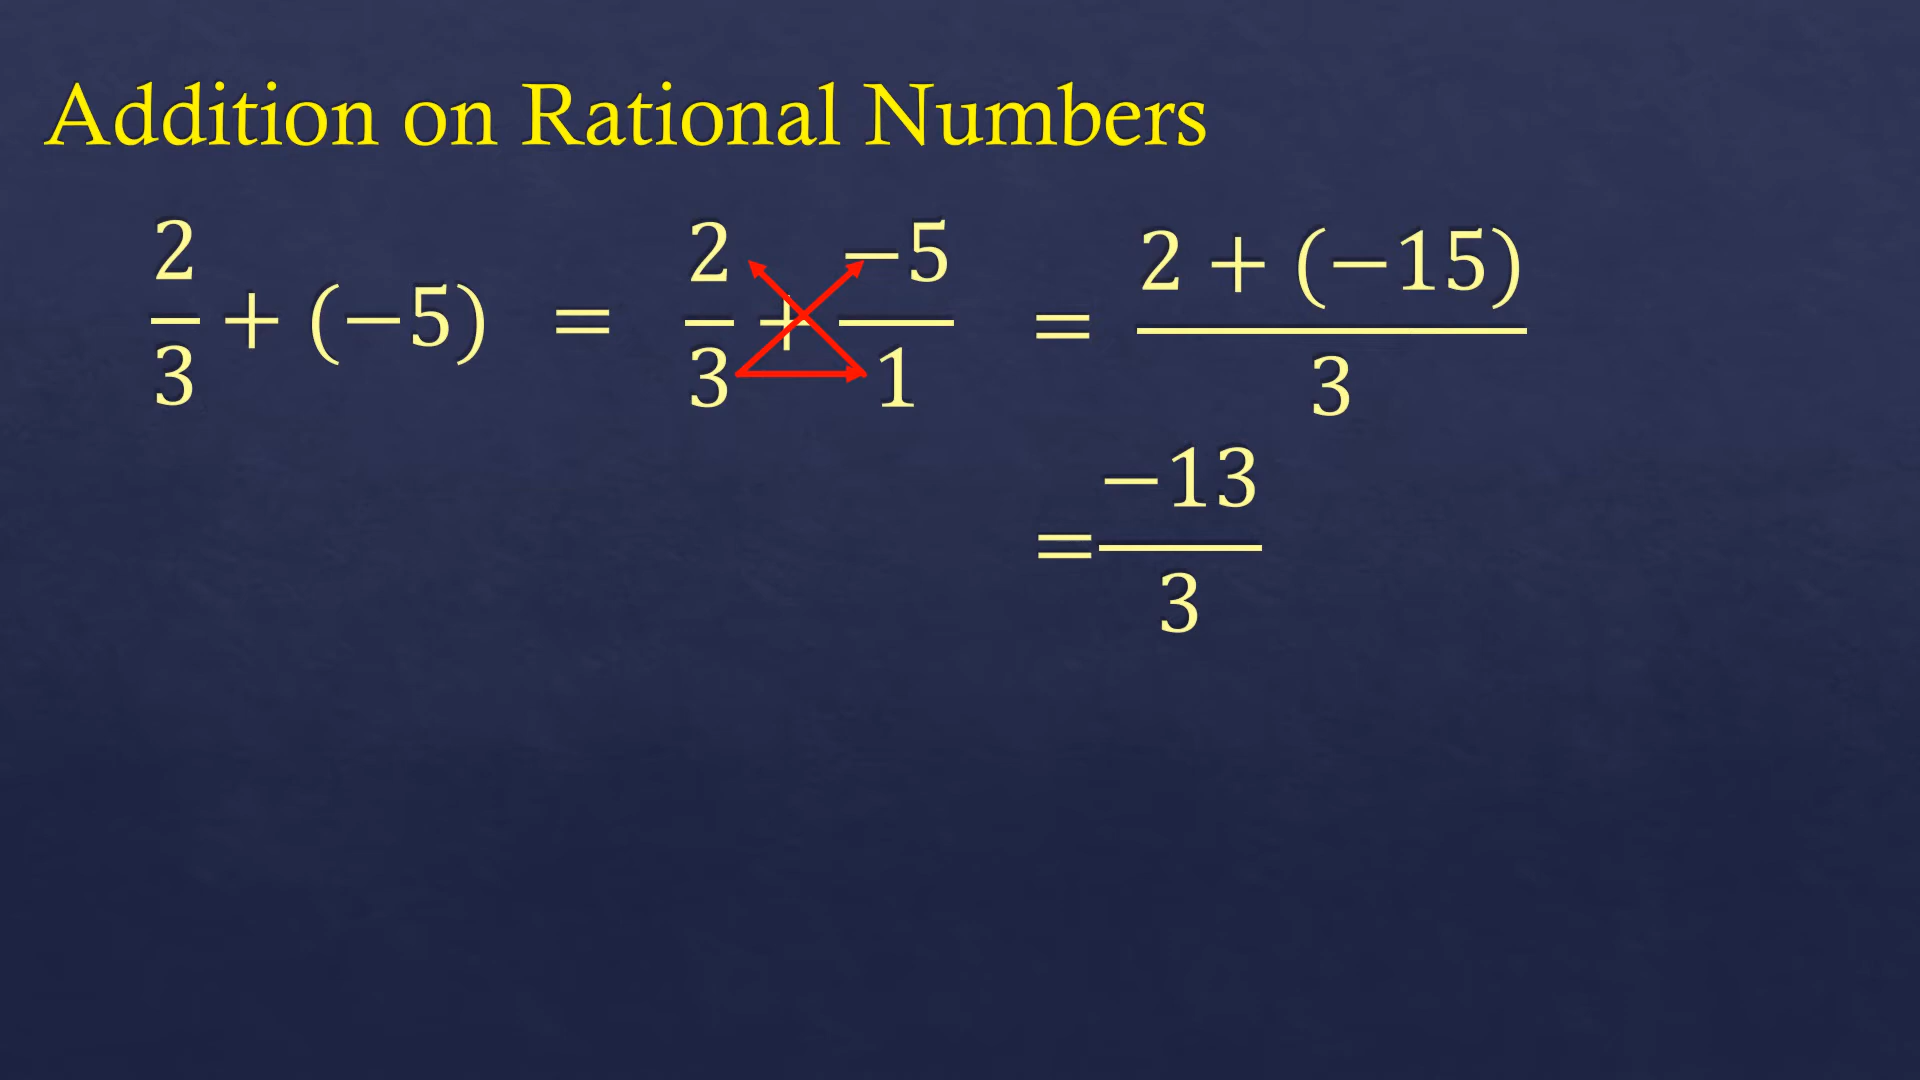 Addition on Rational Numbers
2/3 + (−5) = 2/3 + −5/1 = 2 + (−15)/3
= −13/3